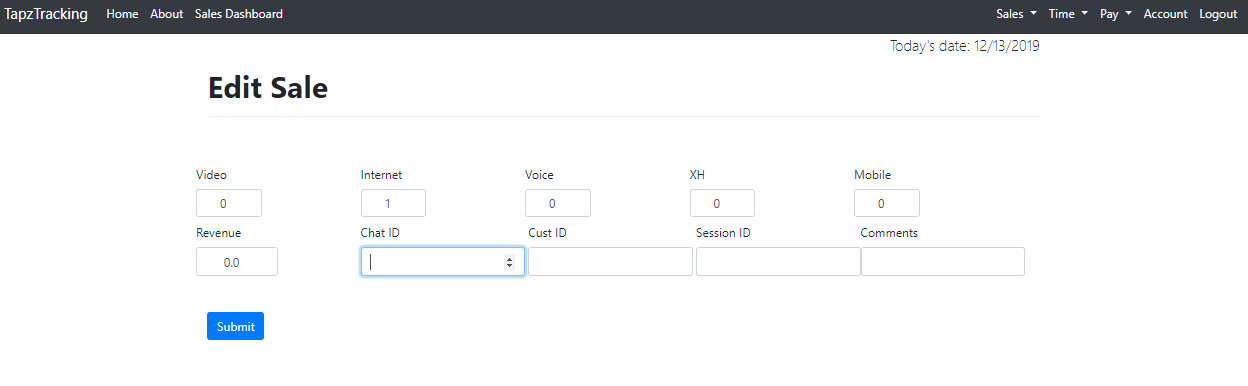 TapzTracking Home About Sales Dashboard Sales Time Pay Account Logout
Today's date: 12/13/2019
Edit Sale
Video Internet Voice XH Mobile
0 1 0 0 0
Revenue Chat ID Cust ID Session ID Comments
0.0
Submit